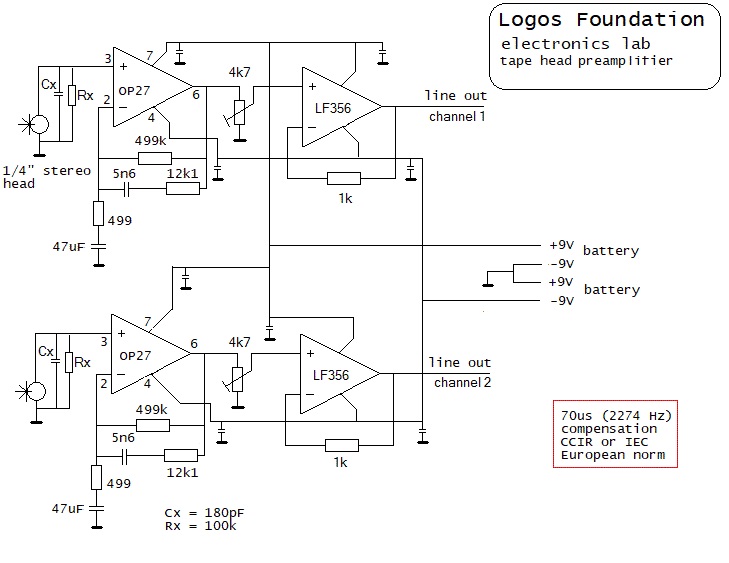 Logos Foundation
electronics lab
tape head preamplifier
3
+
7
Cx
Rx
OP27
6
2
−
4
4k7
+
LF356
−
line out
channel 1
499k
1/4" stereo
head
5n6
12k1
1k
499
47uF
+9V
battery
-9V
+9V
battery
-9V
7
+
3
6
4k7
Cx
Rx
OP27
2
−
4
+
LF356
−
line out
channel 2
499k
5n6
12k1
1k
499
47uF
70us (2274 Hz)
compensation
CCIR or IEC
European norm
Cx = 180pF
Rx = 100k